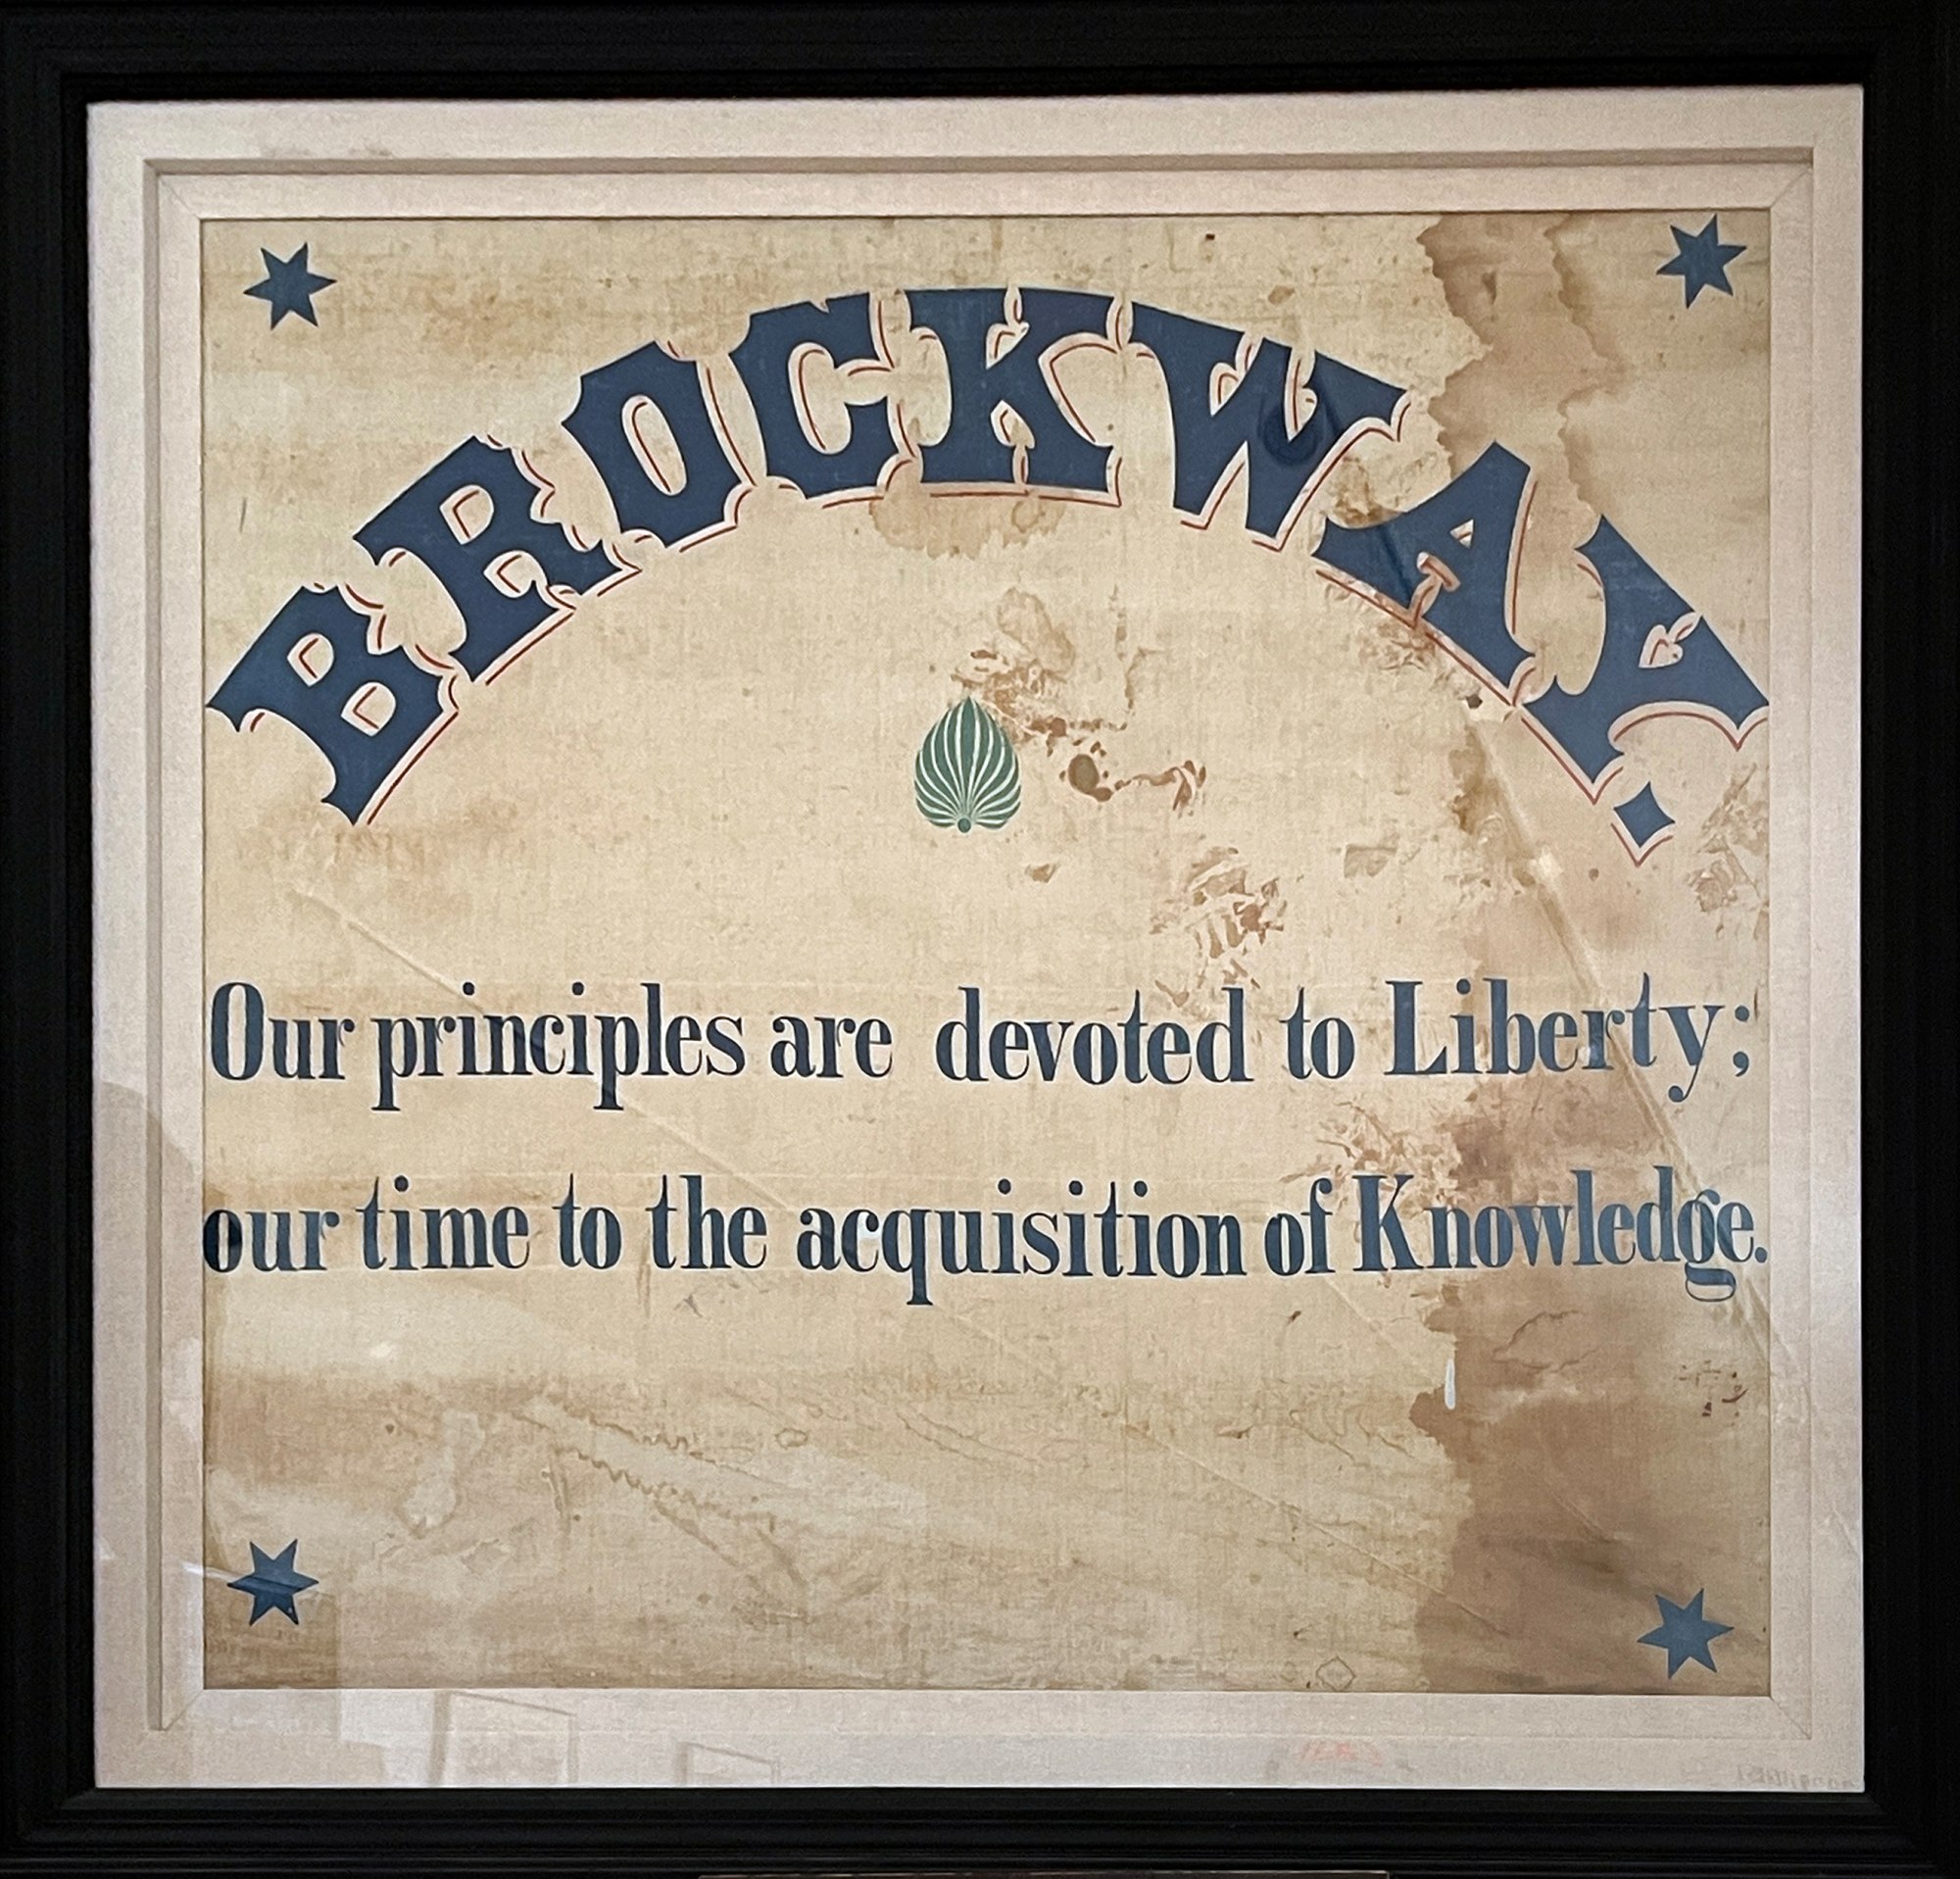 BROCKWAY.
Our principles are devoted to Liberty;
our time to the acquisition of Knowledge.